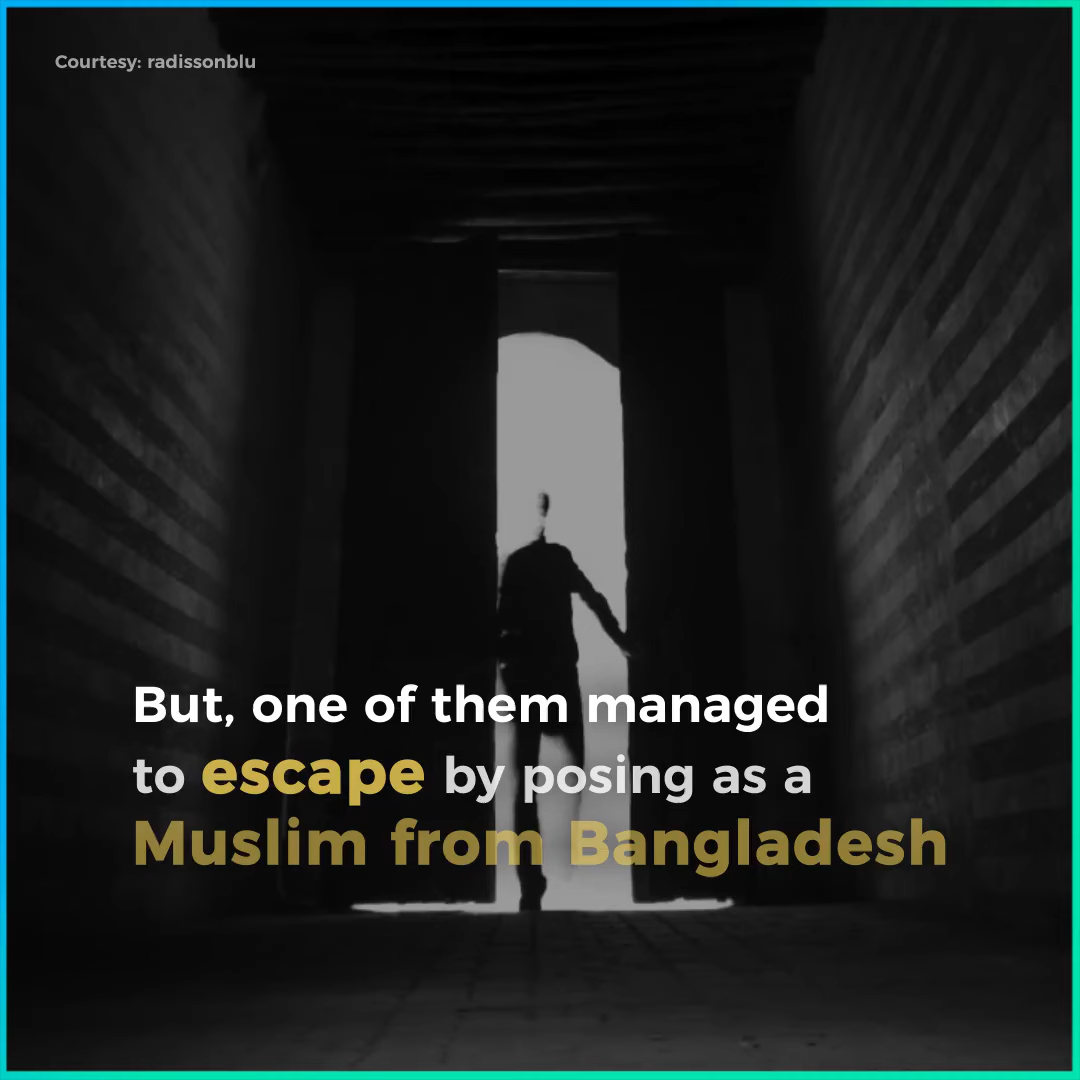 Courtesy: radissonblu
But, one of them managed
to escape by posing as a
Muslim from Bangladesh